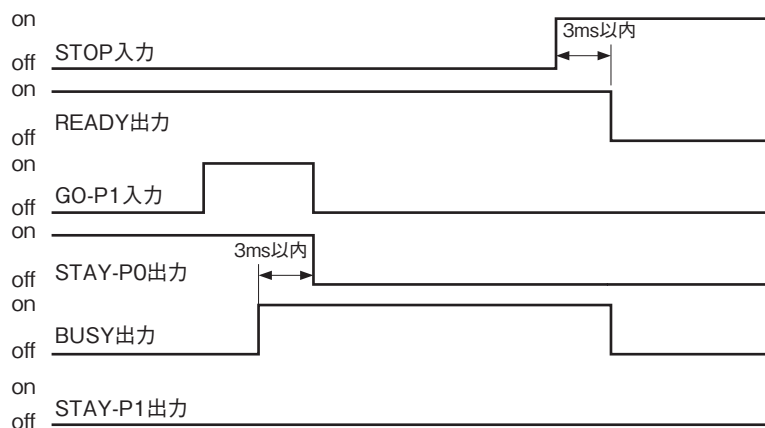 on
3ms以内
off STOP入力
on
off READY出力
on
off GO-P1入力
on
3ms以内
off STAY-P0出力
on
off BUSY出力
on
off STAY-P1出力